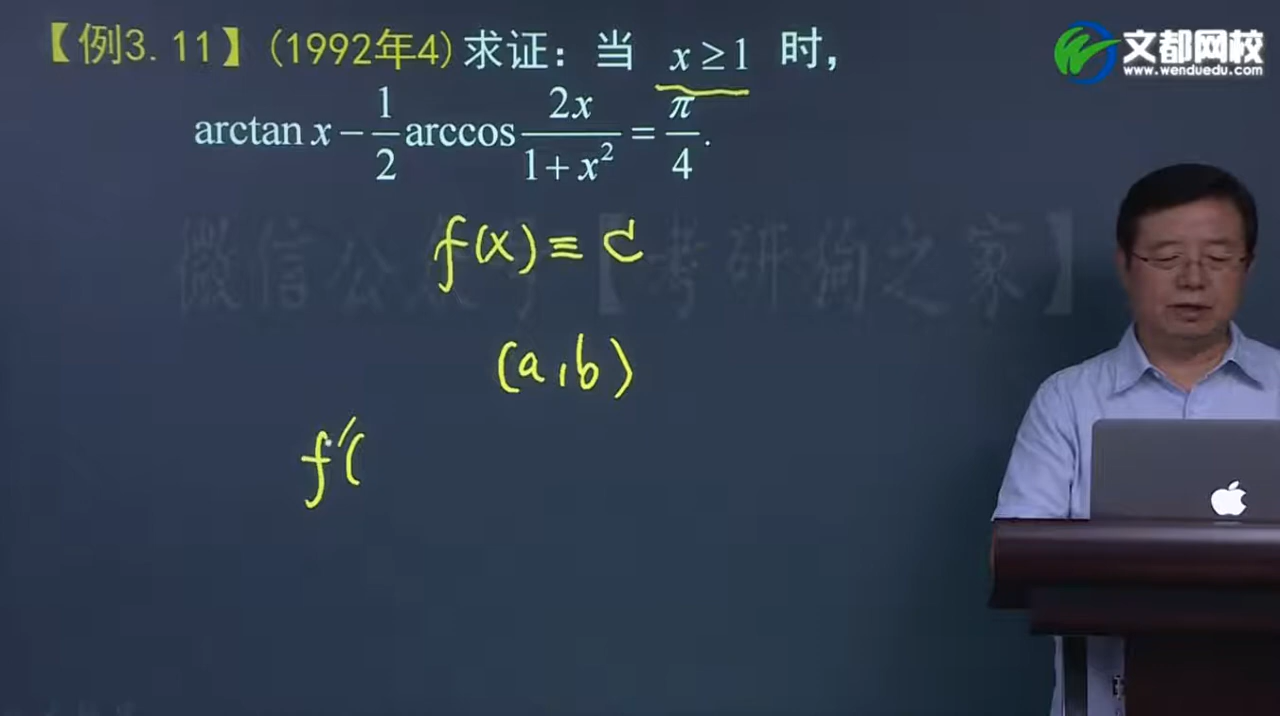 【例3.11】(1992年4)求证：当 x≥1 时，
文都网校
www.wenduedu.com
arctan x − 1/2 arccos 2x/(1+x²) = π/4.
微信公众号【考研狗之家】
f(x)≡C
(a,b)
f'(